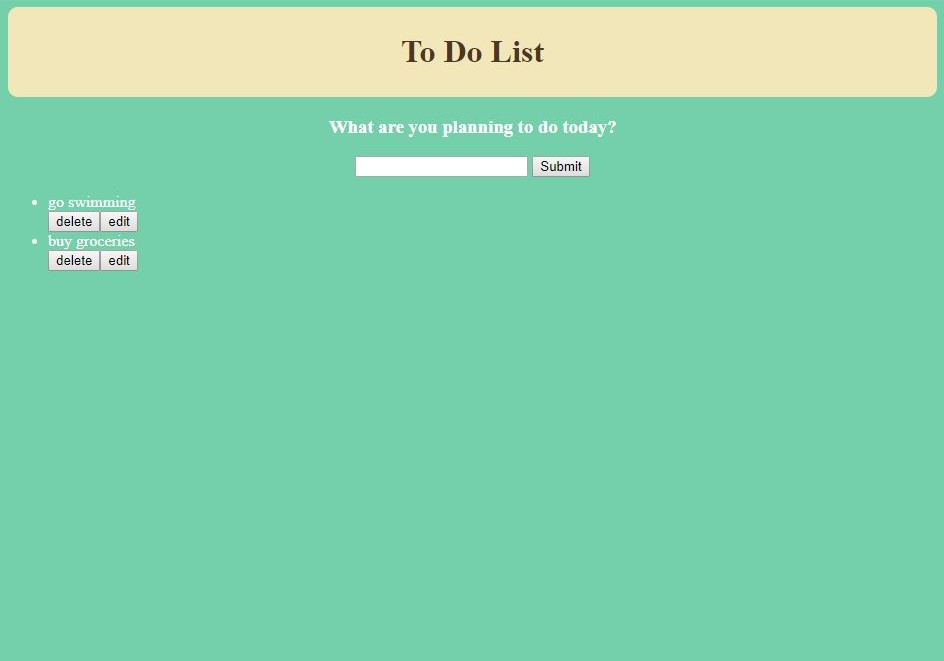 To Do List
What are you planning to do today?
Submit
go swimming
delete edit
buy groceries
delete edit